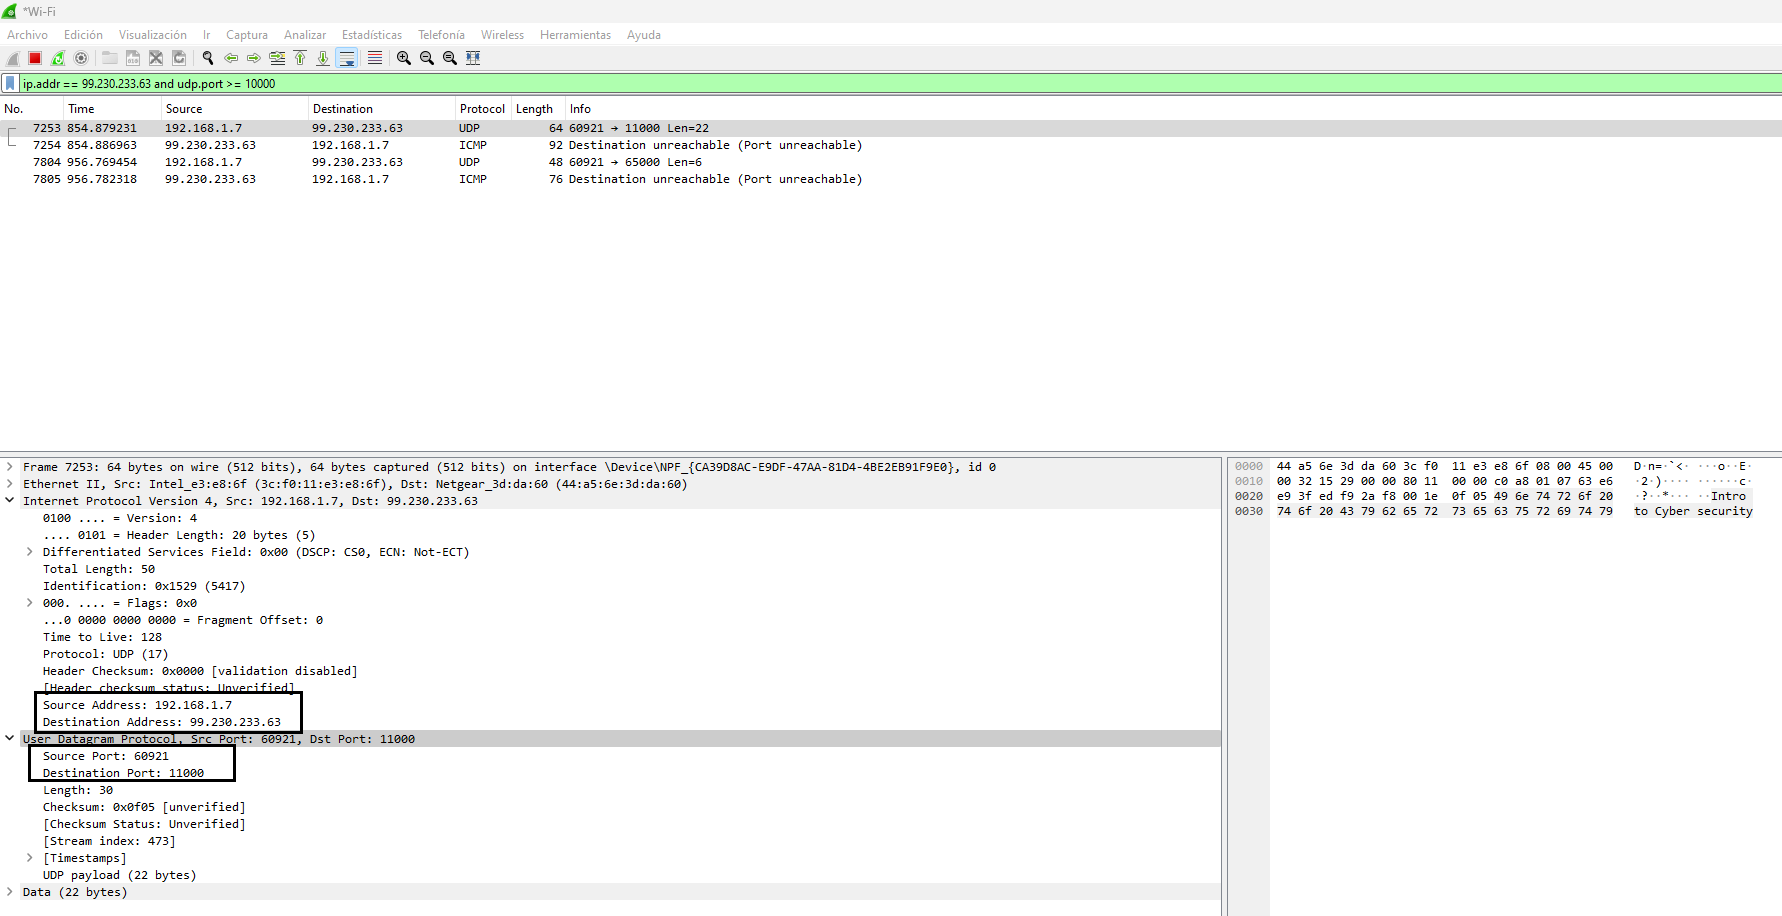 *Wi-Fi
Archivo Edición Visualización Ir Captura Analizar Estadísticas Telefonía Wireless Herramientas Ayuda
ip.addr == 99.230.233.63 and udp.port >= 10000
No. Time Source Destination Protocol Length Info
7253 854.879231 192.168.1.7 99.230.233.63 UDP 64 60921 → 11000 Len=22
7254 854.886963 99.230.233.63 192.168.1.7 ICMP 92 Destination unreachable (Port unreachable)
7804 956.769454 192.168.1.7 99.230.233.63 UDP 48 60921 → 65000 Len=6
7805 956.782318 99.230.233.63 192.168.1.7 ICMP 76 Destination unreachable (Port unreachable)
Frame 7253: 64 bytes on wire (512 bits), 64 bytes captured (512 bits) on interface \Device\NPF_{CA39D8AC-E9DF-47AA-81D4-4BE2EB91F9E0}, id 0
Ethernet II, Src: Intel_e3:e8:6f (3c:f0:11:e3:e8:6f), Dst: Netgear_3d:da:60 (44:a5:6e:3d:da:60)
Internet Protocol Version 4, Src: 192.168.1.7, Dst: 99.230.233.63
0100 .... = Version: 4
.... 0101 = Header Length: 20 bytes (5)
Differentiated Services Field: 0x00 (DSCP: CS0, ECN: Not-ECT)
Total Length: 50
Identification: 0x1529 (5417)
000. .... = Flags: 0x0
...0 0000 0000 0000 = Fragment Offset: 0
Time to Live: 128
Protocol: UDP (17)
Header Checksum: 0x0000 [validation disabled]
[Header checksum status: Unverified]
Source Address: 192.168.1.7
Destination Address: 99.230.233.63
User Datagram Protocol, Src Port: 60921, Dst Port: 11000
Source Port: 60921
Destination Port: 11000
Length: 30
Checksum: 0x0f05 [unverified]
[Checksum Status: Unverified]
[Stream index: 473]
[Timestamps]
UDP payload (22 bytes)
Data (22 bytes)
0000 44 a5 6e 3d da 60 3c f0 11 e3 e8 6f 08 00 45 00 D·n=·`<· ···o··E·
0010 00 32 15 29 00 00 80 11 00 00 c0 a8 01 07 63 e6 ·2·)···· ······c·
0020 e9 3f ed f9 2a f8 00 1e 0f 05 49 6e 74 72 6f 20 ·?··*··· ··Intro
0030 74 6f 20 43 79 62 65 72 73 65 63 75 72 69 74 79 to Cyber security